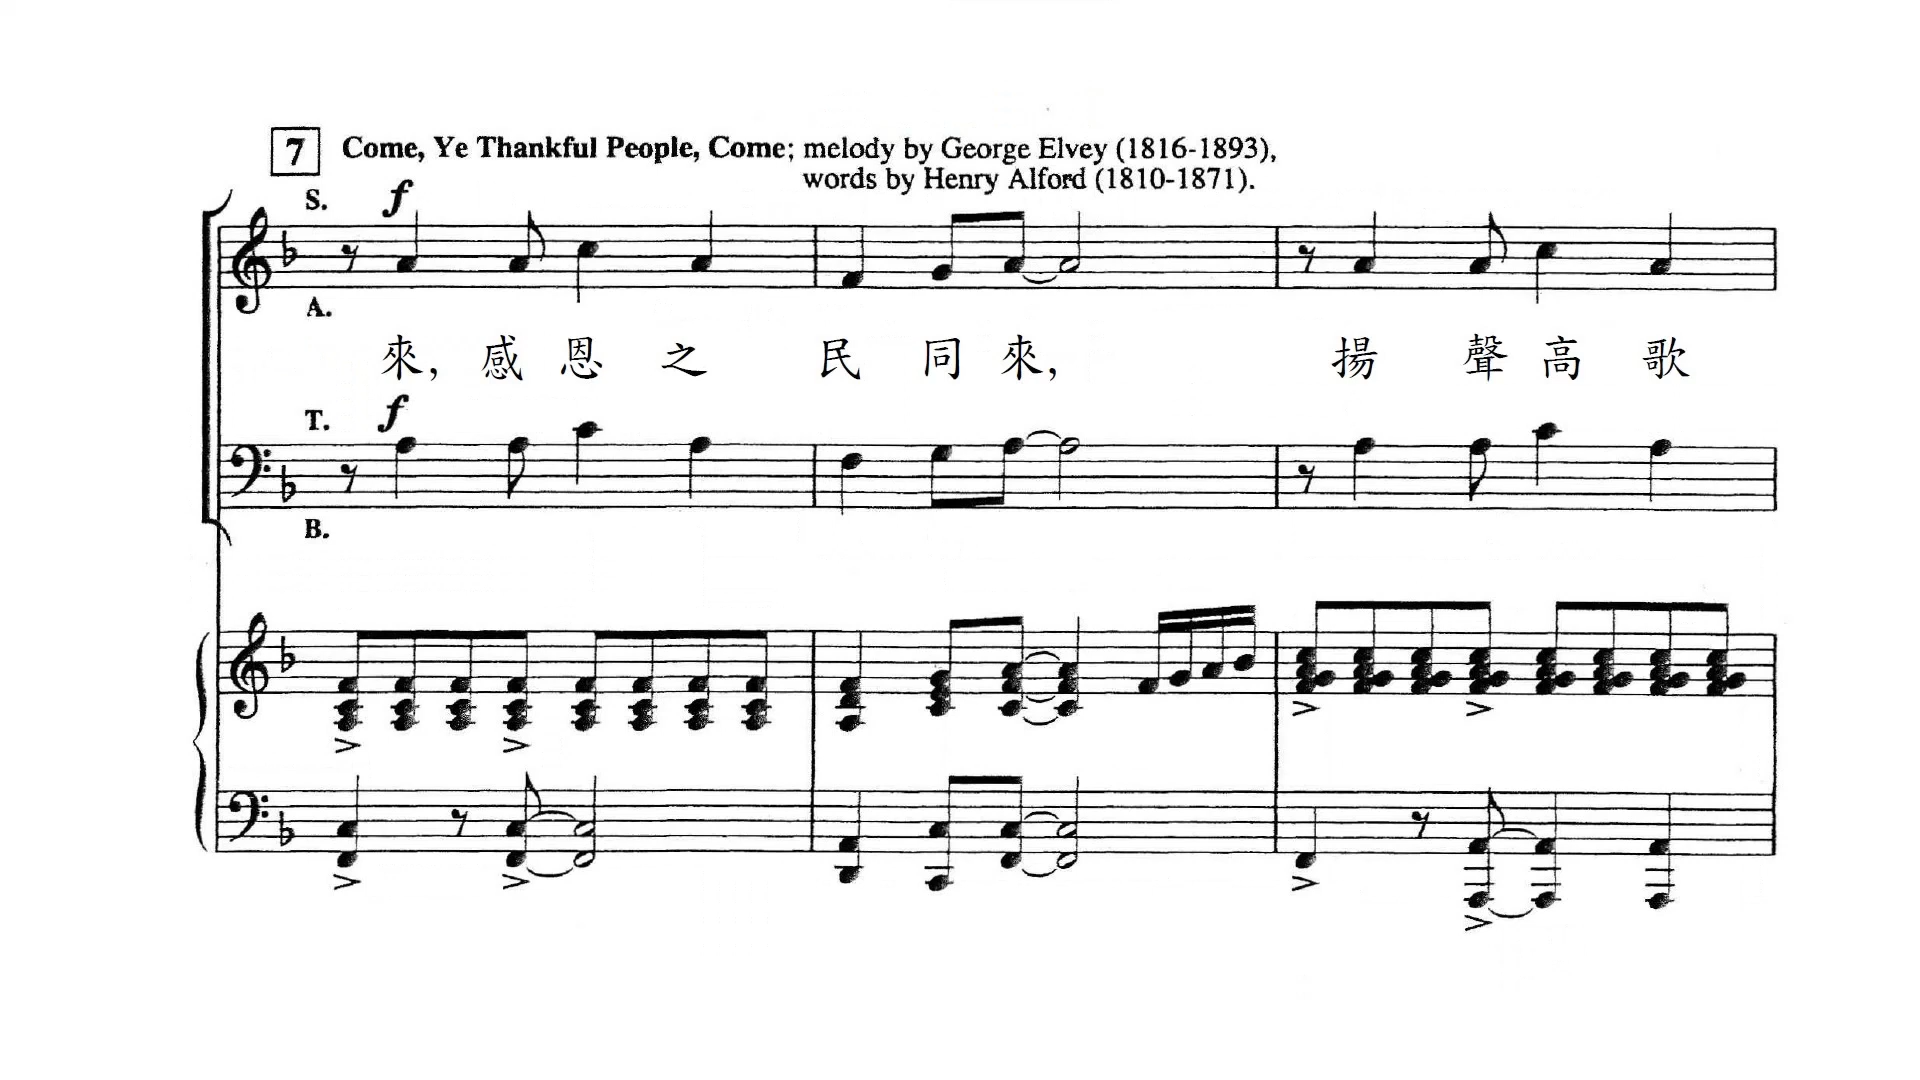 7 Come, Ye Thankful People, Come; melody by George Elvey (1816-1893),
words by Henry Alford (1810-1871).
S. f
A.
來, 感 恩 之 民 同 來, 揚 聲 高 歌
T. f
B.